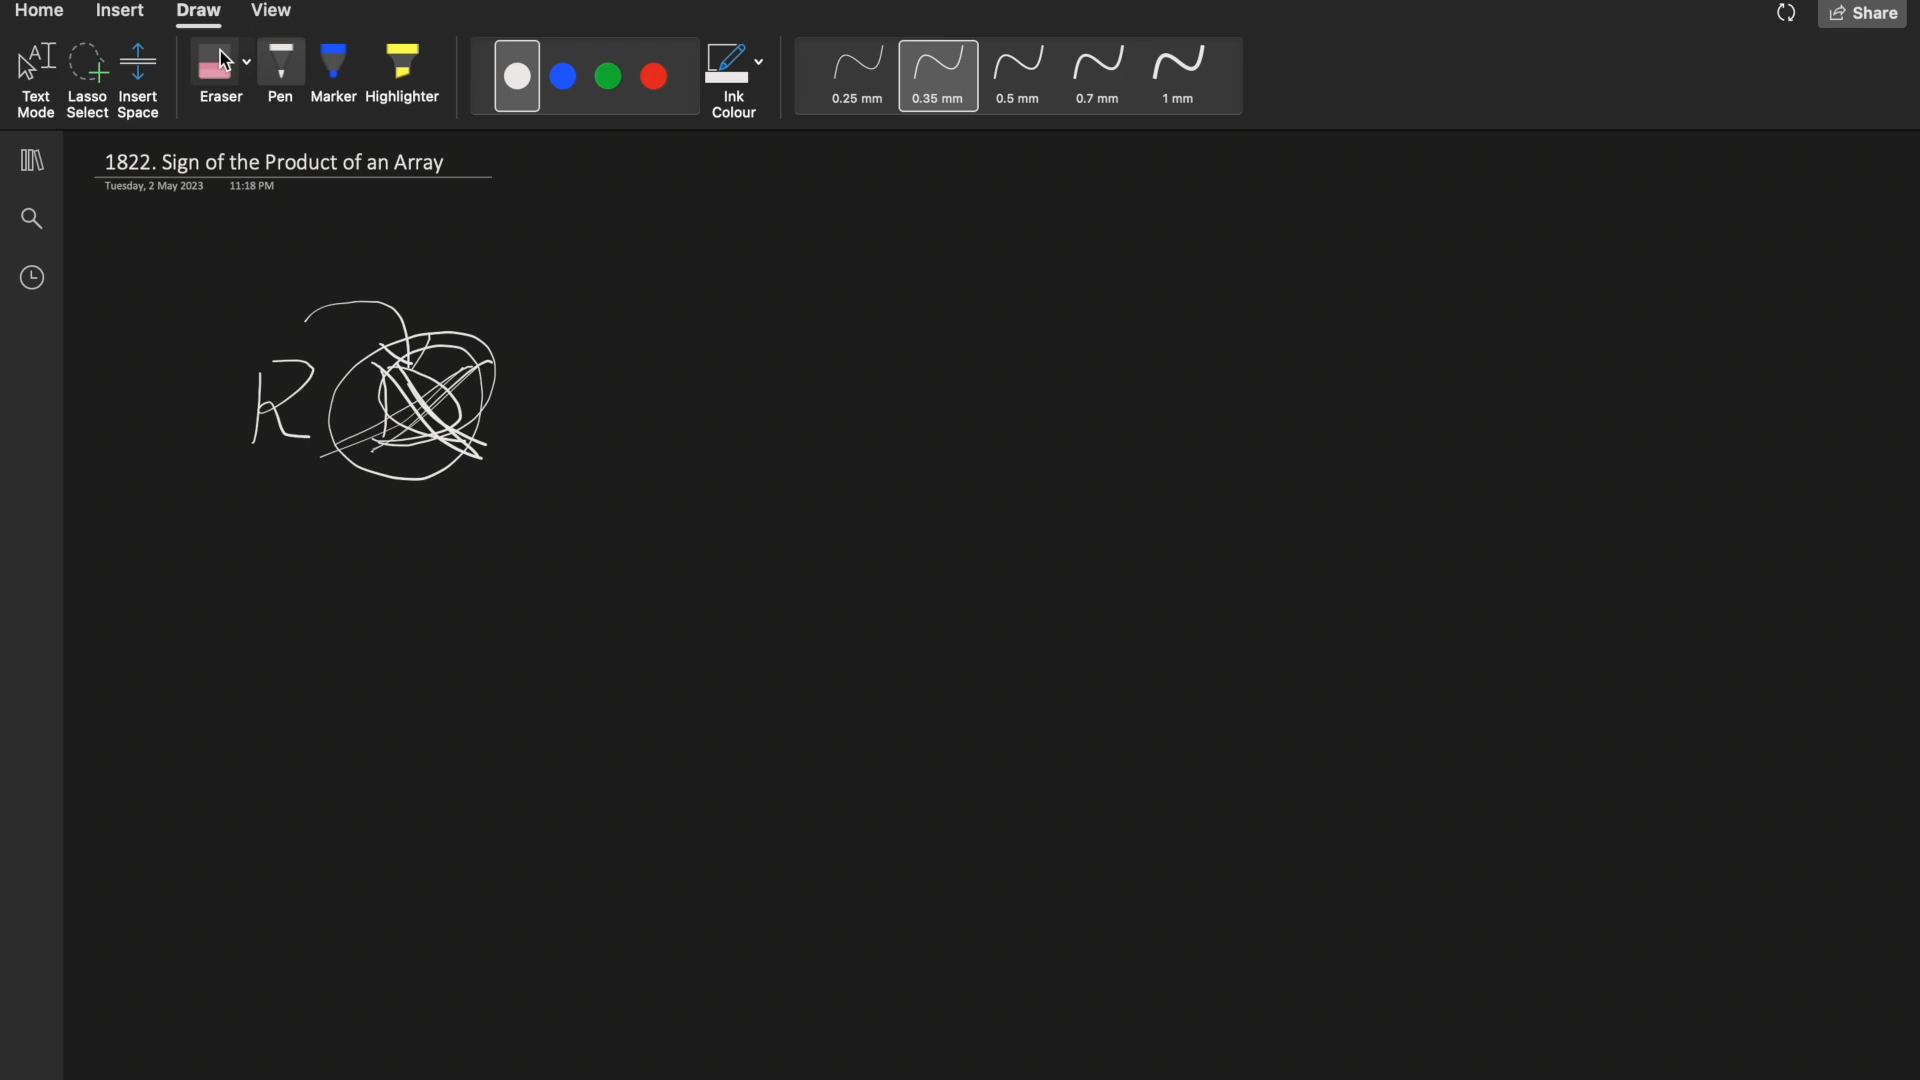 Home Insert Draw View Share
Text Mode Lasso Select Insert Space Eraser Pen Marker Highlighter Ink Colour 0.25 mm 0.35 mm 0.5 mm 0.7 mm 1 mm
1822. Sign of the Product of an Array
Tuesday, 2 May 2023 11:18 PM
R